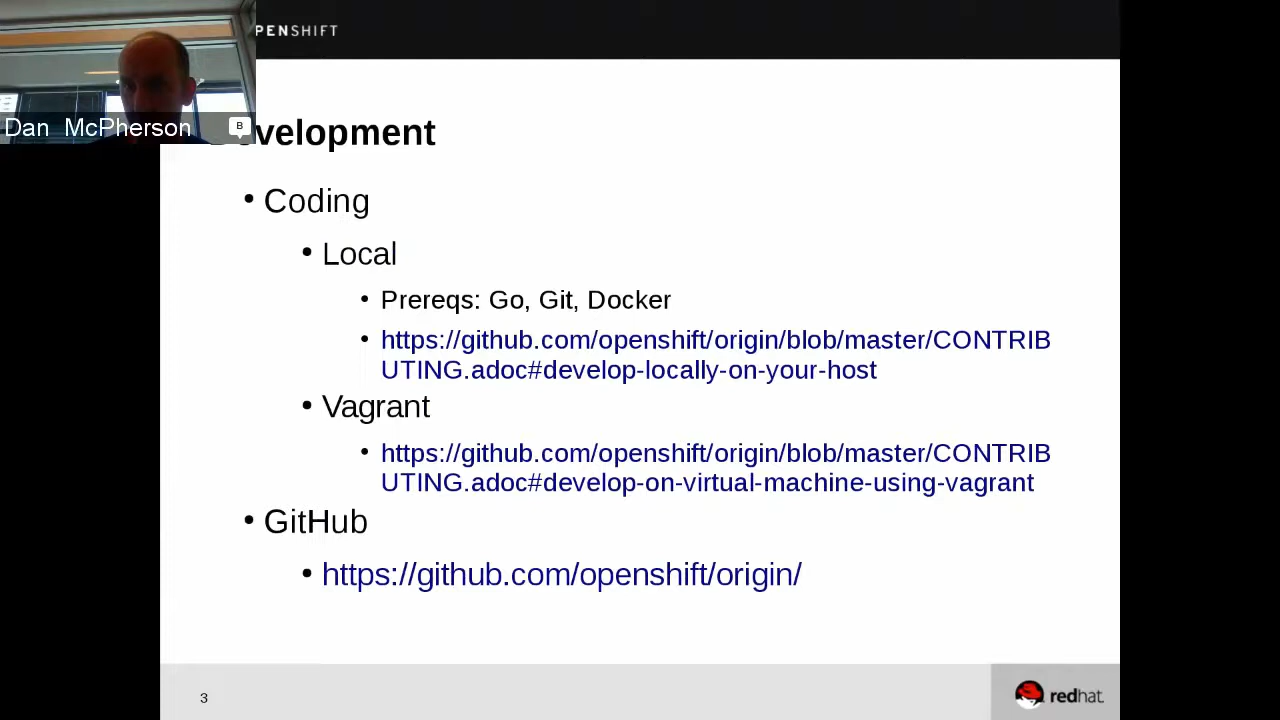 PENSHIFT
Dan McPherson
B
velopment
• Coding
• Local
• Prereqs: Go, Git, Docker
• https://github.com/openshift/origin/blob/master/CONTRIB
UTING.adoc#develop-locally-on-your-host
• Vagrant
• https://github.com/openshift/origin/blob/master/CONTRIB
UTING.adoc#develop-on-virtual-machine-using-vagrant
• GitHub
• https://github.com/openshift/origin/
3
redhat.